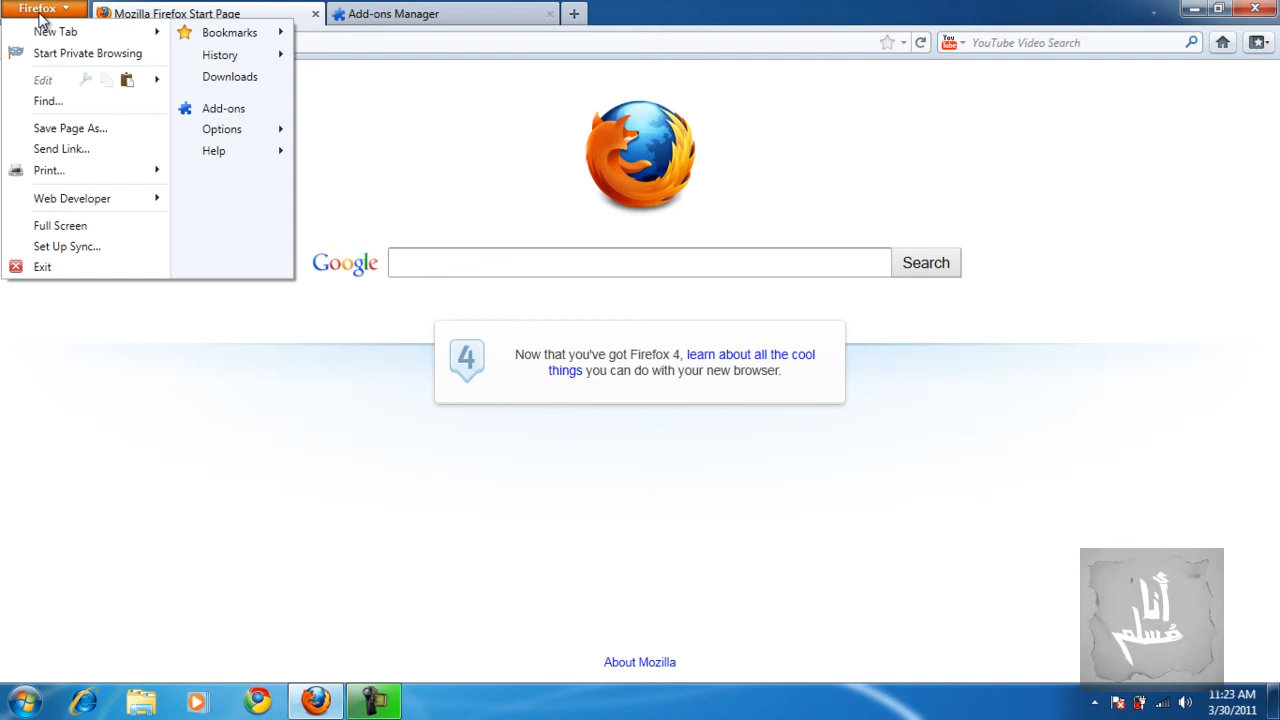 Firefox
Mozilla Firefox Start Page
Add-ons Manager
New Tab
Start Private Browsing
Edit
Find...
Save Page As...
Send Link...
Print...
Web Developer
Full Screen
Set Up Sync...
Exit
Bookmarks
History
Downloads
Add-ons
Options
Help
You Tube
YouTube Video Search
Google
Search
4
Now that you've got Firefox 4, learn about all the cool
things you can do with your new browser.
أنا
مُسلم
About Mozilla
11:23 AM
3/30/2011